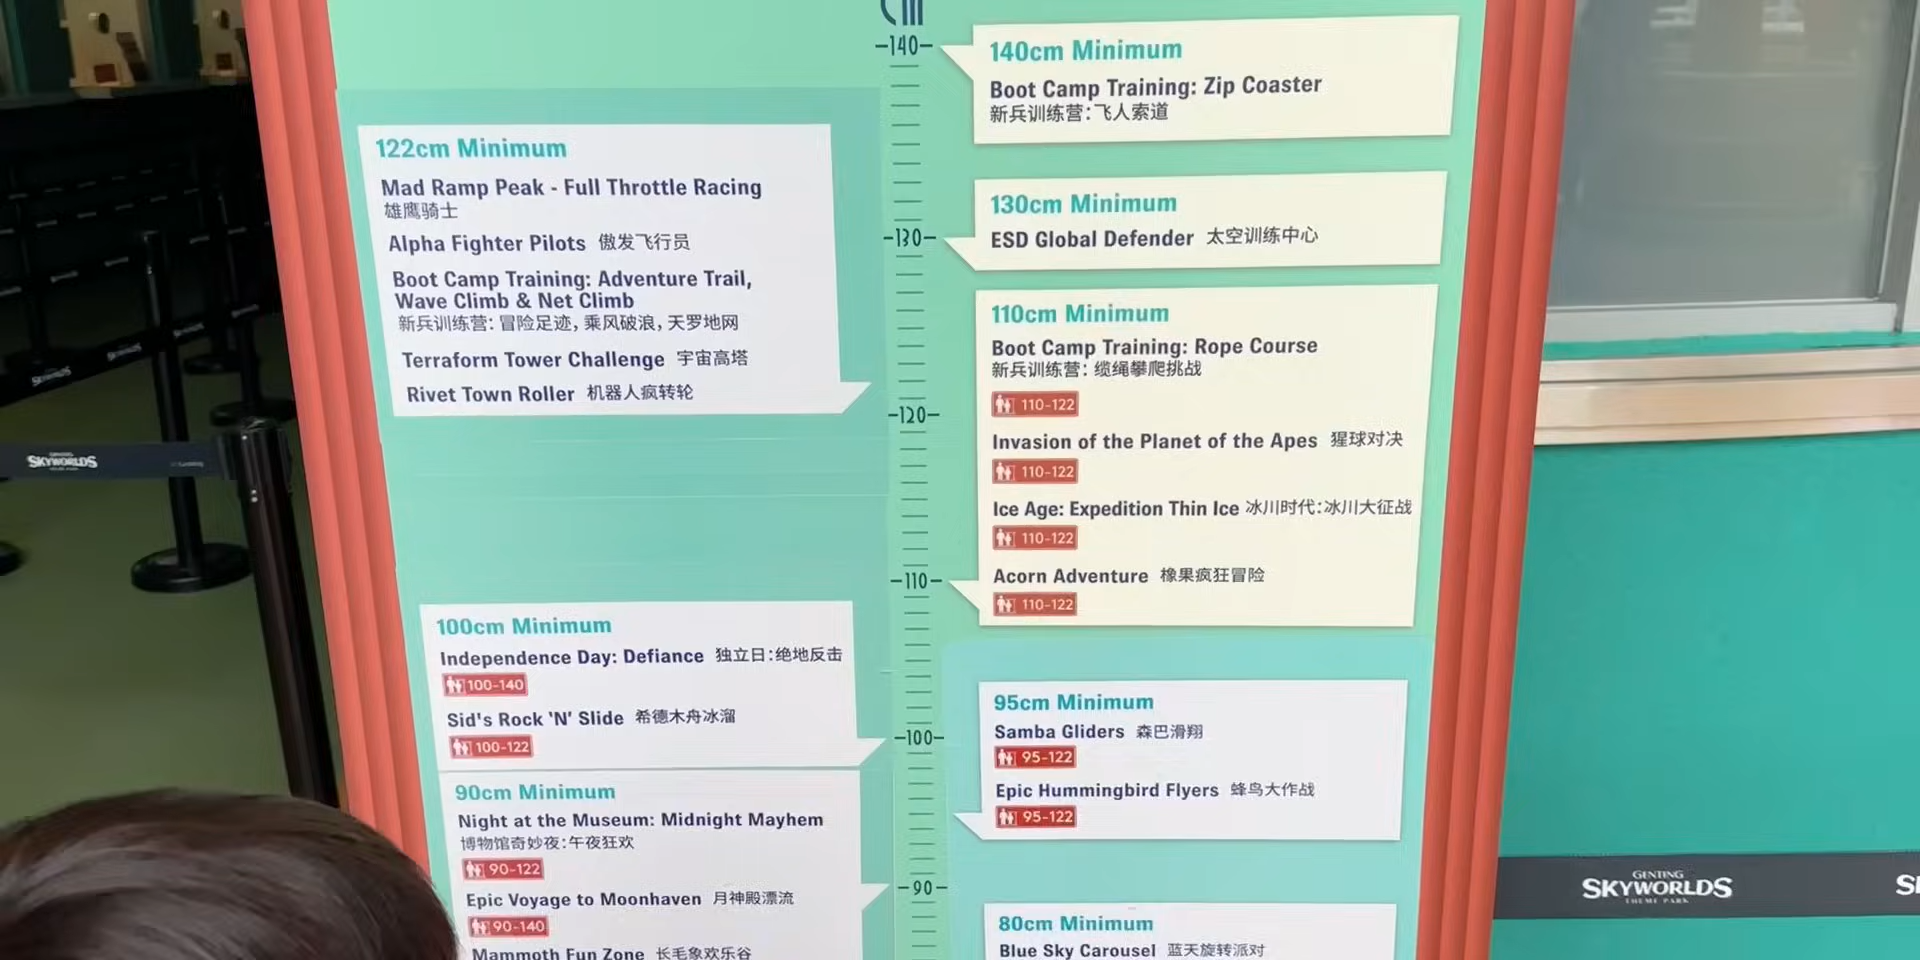 cm
140
130
120
110
100
90
122cm Minimum
Mad Ramp Peak - Full Throttle Racing
雄鹰骑士
Alpha Fighter Pilots 傲发飞行员
Boot Camp Training: Adventure Trail,
Wave Climb & Net Climb
新兵训练营: 冒险足迹, 乘风破浪, 天罗地网
Terraform Tower Challenge 宇宙高塔
Rivet Town Roller 机器人疯转轮
100cm Minimum
Independence Day: Defiance 独立日:绝地反击
100-140
Sid's Rock 'N' Slide 希德木舟冰溜
100-122
90cm Minimum
Night at the Museum: Midnight Mayhem
博物馆奇妙夜:午夜狂欢
90-122
Epic Voyage to Moonhaven 月神殿漂流
90-140
Mammoth Fun Zone 长毛象欢乐谷
140cm Minimum
Boot Camp Training: Zip Coaster
新兵训练营: 飞人索道
130cm Minimum
ESD Global Defender 太空训练中心
110cm Minimum
Boot Camp Training: Rope Course
新兵训练营: 缆绳攀爬挑战
110-122
Invasion of the Planet of the Apes 猩球对决
110-122
Ice Age: Expedition Thin Ice 冰川时代:冰川大征战
110-122
Acorn Adventure 橡果疯狂冒险
110-122
95cm Minimum
Samba Gliders 森巴滑翔
95-122
Epic Hummingbird Flyers 蜂鸟大作战
95-122
80cm Minimum
Blue Sky Carousel 蓝天旋转派对
GENTING
SKYWORLDS
THEME PARK
GENTING
SKYWORLDS
THEME PARK
SKYWORLDS